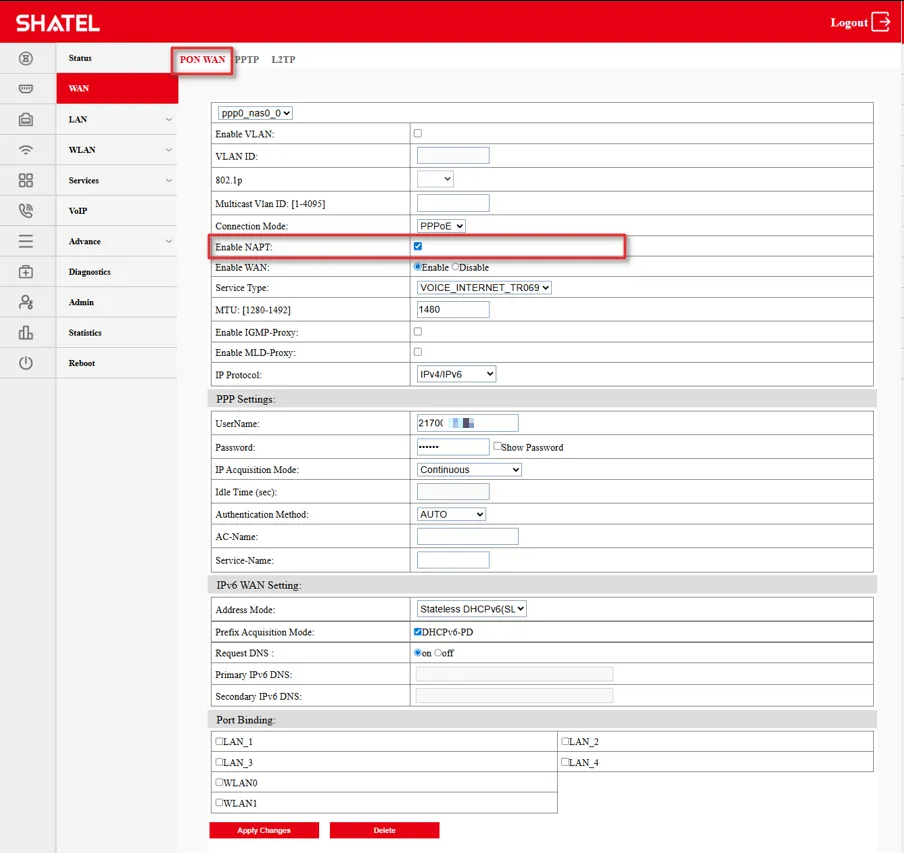 SHATEL
Logout
Status
WAN
LAN
WLAN
Services
VoIP
Advance
Diagnostics
Admin
Statistics
Reboot
PON WAN PPTP L2TP
ppp0_nas0_0
Enable VLAN:
VLAN ID:
802.1p
Multicast Vlan ID: [1-4095]
Connection Mode: PPPoE
Enable NAPT:
Enable WAN: Enable Disable
Service Type: VOICE_INTERNET_TR069
MTU: [1280-1492] 1480
Enable IGMP-Proxy:
Enable MLD-Proxy:
IP Protocol: IPv4/IPv6
PPP Settings:
UserName: 2170
Password: •••••• Show Password
IP Acquisition Mode: Continuous
Idle Time (sec):
Authentication Method: AUTO
AC-Name:
Service-Name:
IPv6 WAN Setting:
Address Mode: Stateless DHCPv6(SL
Prefix Acquisition Mode: DHCPv6-PD
Request DNS : on off
Primary IPv6 DNS:
Secondary IPv6 DNS:
Port Binding:
LAN_1 LAN_2
LAN_3 LAN_4
WLAN0
WLAN1
Apply Changes Delete